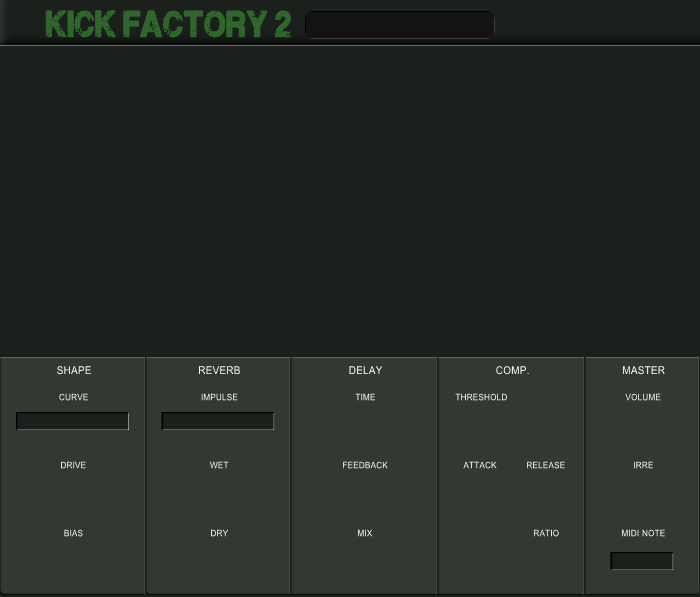 KICK FACTORY 2
SHAPE REVERB DELAY COMP. MASTER
CURVE IMPULSE TIME THRESHOLD VOLUME
DRIVE WET FEEDBACK ATTACK RELEASE IRRE
BIAS DRY MIX RATIO MIDI NOTE